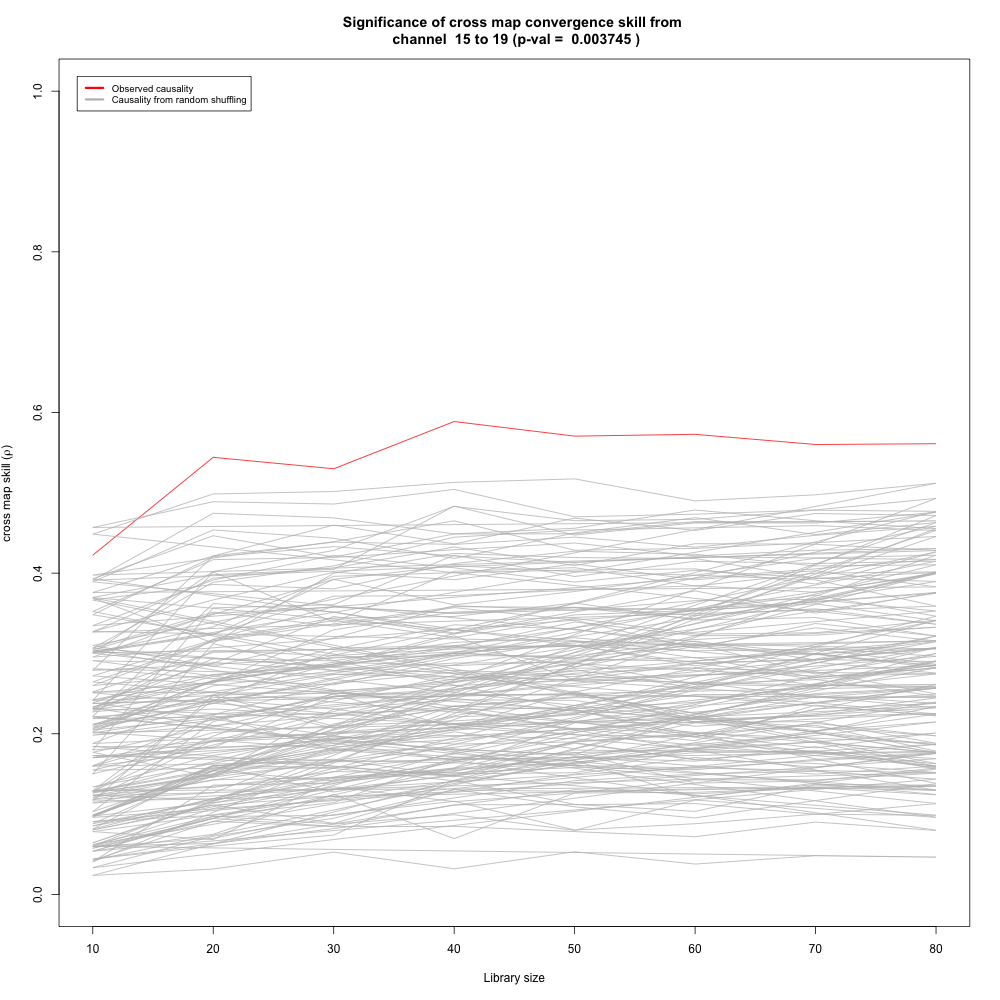 Significance of cross map convergence skill from
channel  15 to 19 (p-val =  0.003745 )
Observed causality
Causality from random shuffling
1.0
0.8
0.6
0.4
0.2
0.0
cross map skill (ρ)
10 20 30 40 50 60 70 80
Library size